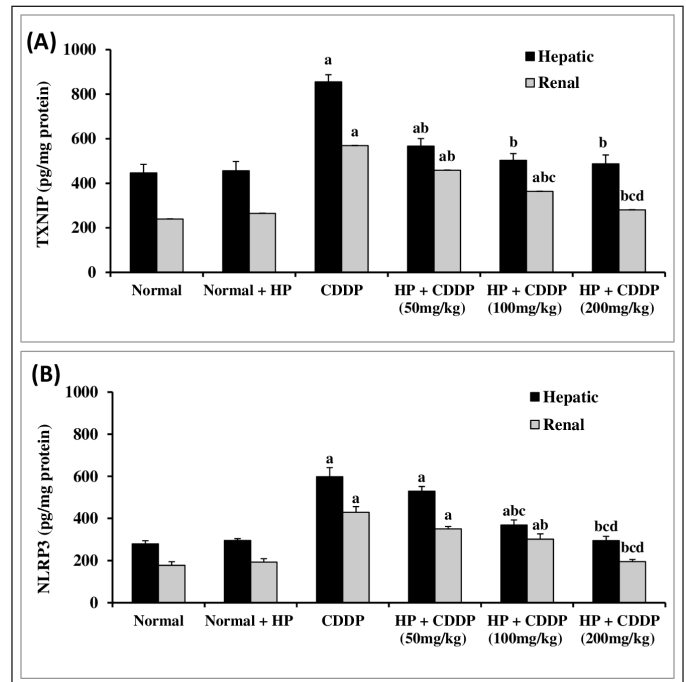 (A)
1000
800
600
400
200
0
TXNIP (pg/mg protein)
Hepatic
Renal
a
a
ab
ab
b
abc
b
bcd
Normal
Normal + HP
CDDP
HP + CDDP
(50mg/kg)
HP + CDDP
(100mg/kg)
HP + CDDP
(200mg/kg)
(B)
1000
800
600
400
200
0
NLRP3 (pg/mg protein)
Hepatic
Renal
a
a
a
a
abc
ab
bcd
bcd
Normal
Normal + HP
CDDP
HP + CDDP
(50mg/kg)
HP + CDDP
(100mg/kg)
HP + CDDP
(200mg/kg)